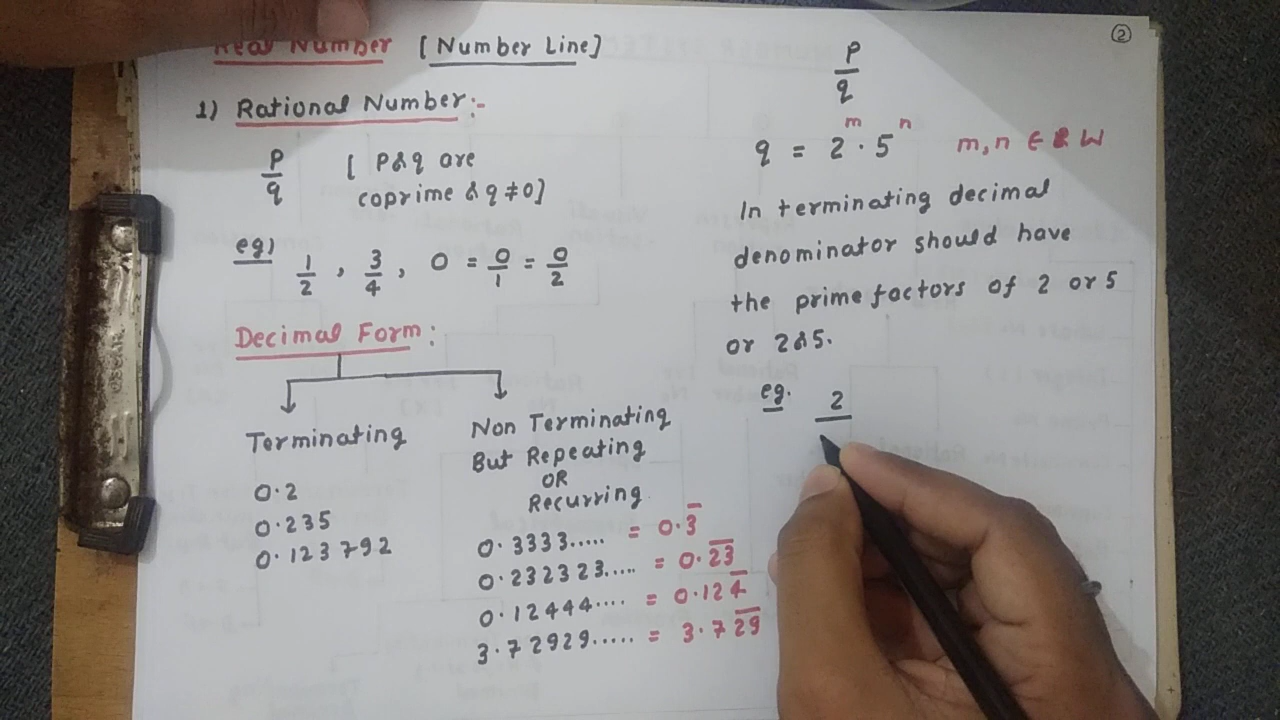 Real Number [Number Line]
1) Rational Number:-
P/q [P & q are
coprime & q ≠ 0]
eg) 1/2, 3/4, 0 = 0/1 = 0/2
Decimal Form:
Terminating
0.2
0.235
0.123792
Non Terminating
But Repeating
OR
Recurring
0.3333..... = 0.3̅
0.232323.... = 0.2̅3̅
0.12444.... = 0.124̅
3.72929..... = 3.72̅9̅
2
P/q
q = 2^m · 5^n m, n ∈ W
In terminating decimal
denominator should have
the prime factors of 2 or 5
or 2 & 5.
eg. 2